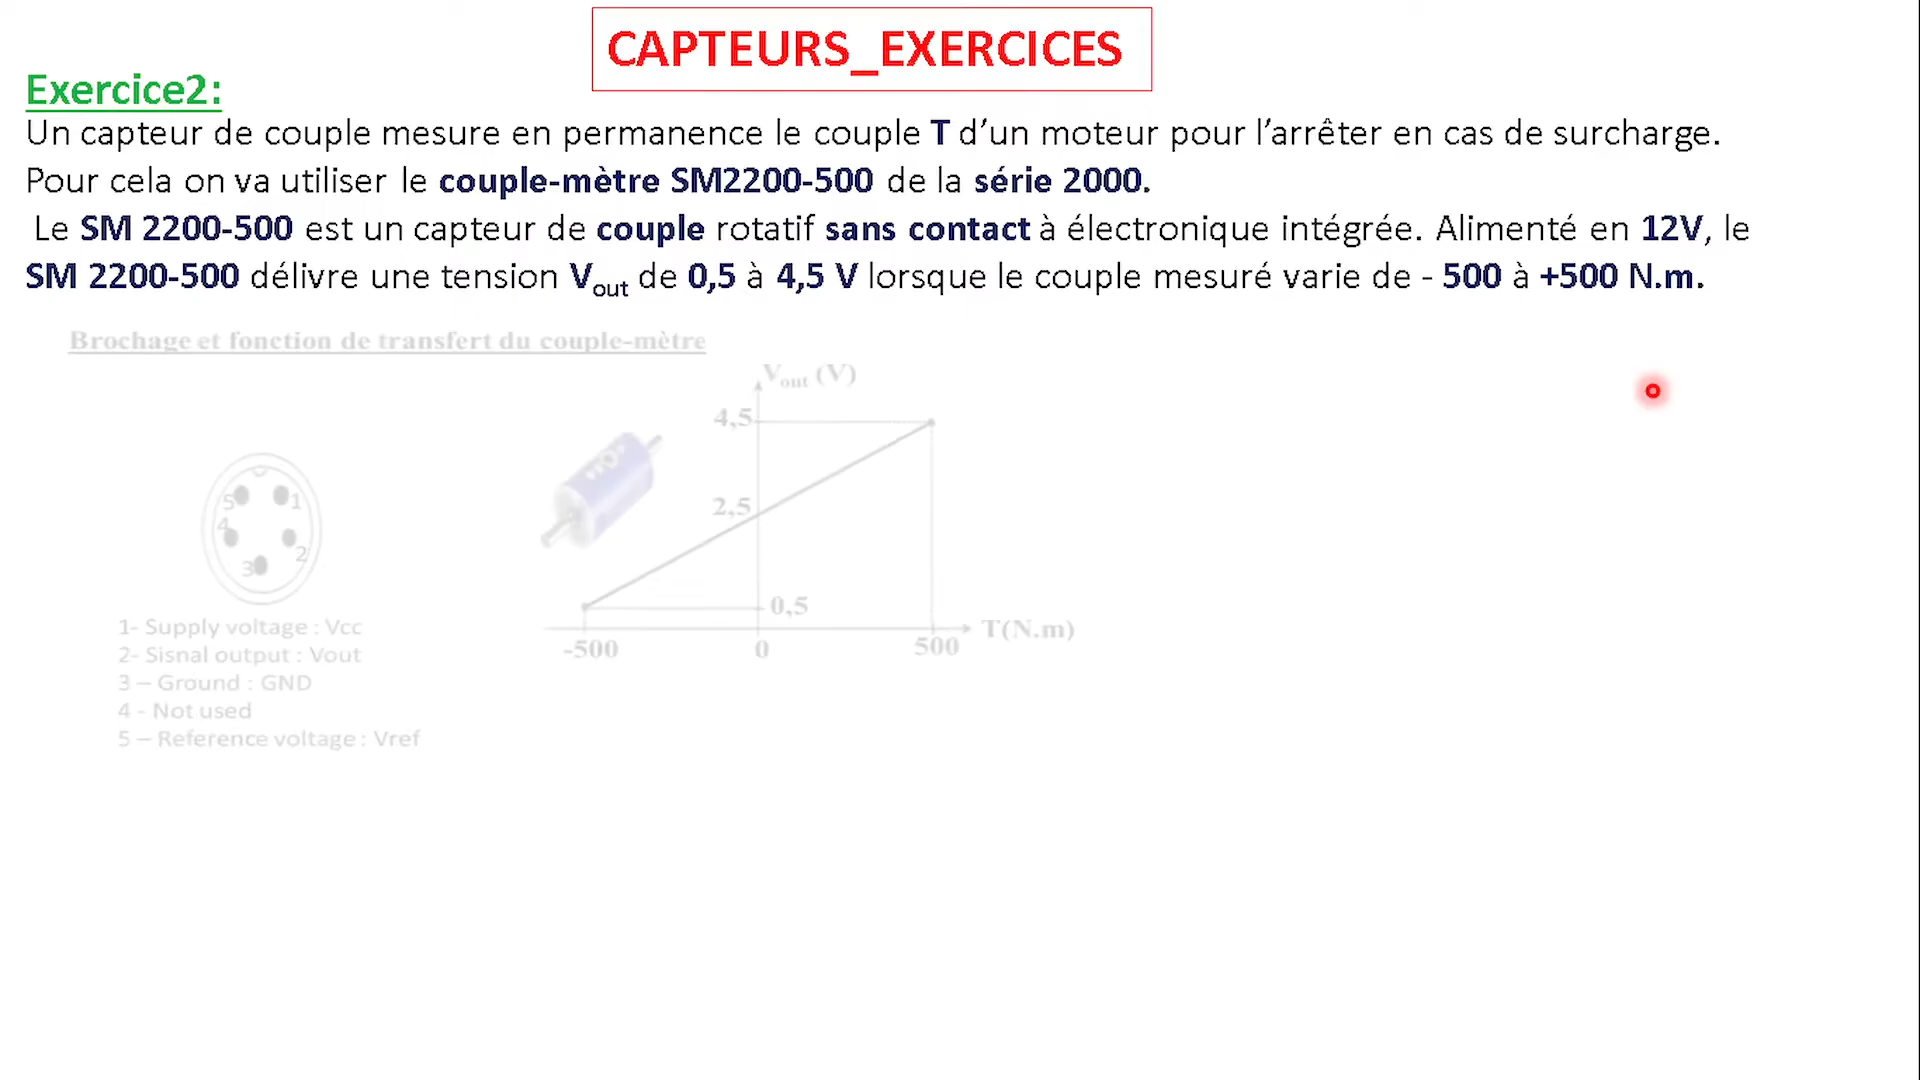 CAPTEURS_EXERCICES
Exercice2:
Un capteur de couple mesure en permanence le couple T d’un moteur pour l’arrêter en cas de surcharge.
Pour cela on va utiliser le couple-mètre SM2200-500 de la série 2000.
Le SM 2200-500 est un capteur de couple rotatif sans contact à électronique intégrée. Alimenté en 12V, le
SM 2200-500 délivre une tension Vout de 0,5 à 4,5 V lorsque le couple mesuré varie de - 500 à +500 N.m.
Brochage et fonction de transfert du couple-mètre
Vout (V)
4,5
2,5
0,5
-500
0
500
T(N.m)
5
1
4
2
3
1- Supply voltage : Vcc
2- Sisnal output : Vout
3 – Ground : GND
4 - Not used
5 – Reference voltage : Vref